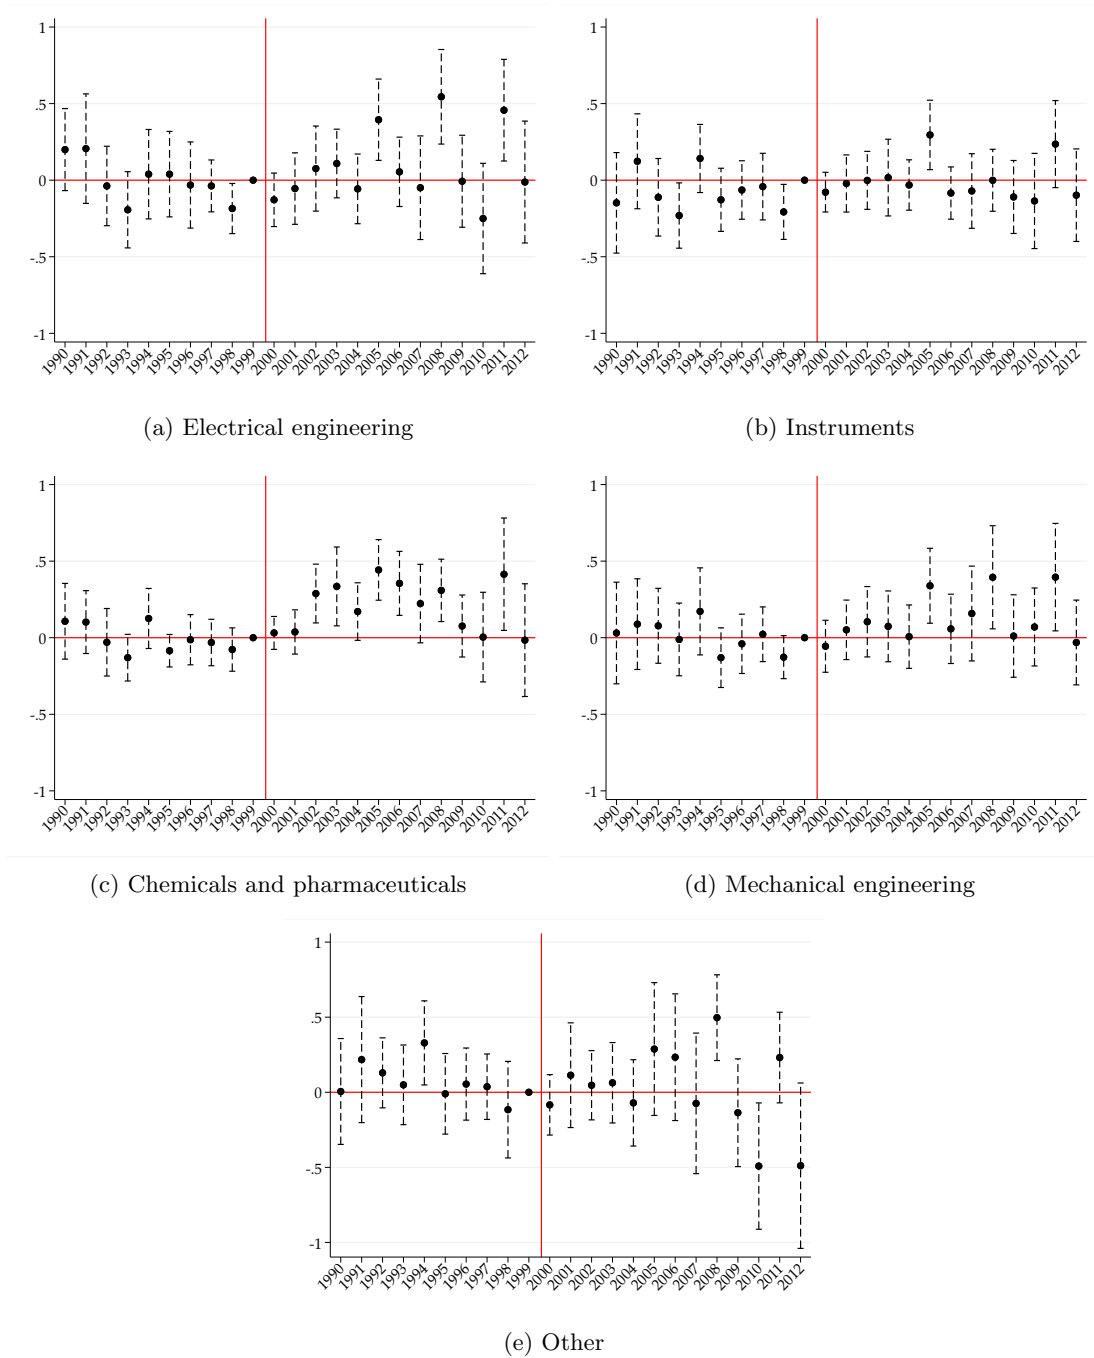 1
.5
0
-.5
-1
1990 1991 1992 1993 1994 1995 1996 1997 1998 1999 2000 2001 2002 2003 2004 2005 2006 2007 2008 2009 2010 2011 2012
(a) Electrical engineering
1
.5
0
-.5
-1
1990 1991 1992 1993 1994 1995 1996 1997 1998 1999 2000 2001 2002 2003 2004 2005 2006 2007 2008 2009 2010 2011 2012
(b) Instruments
1
.5
0
-.5
-1
1990 1991 1992 1993 1994 1995 1996 1997 1998 1999 2000 2001 2002 2003 2004 2005 2006 2007 2008 2009 2010 2011 2012
(c) Chemicals and pharmaceuticals
1
.5
0
-.5
-1
1990 1991 1992 1993 1994 1995 1996 1997 1998 1999 2000 2001 2002 2003 2004 2005 2006 2007 2008 2009 2010 2011 2012
(d) Mechanical engineering
1
.5
0
-.5
-1
1990 1991 1992 1993 1994 1995 1996 1997 1998 1999 2000 2001 2002 2003 2004 2005 2006 2007 2008 2009 2010 2011 2012
(e) Other